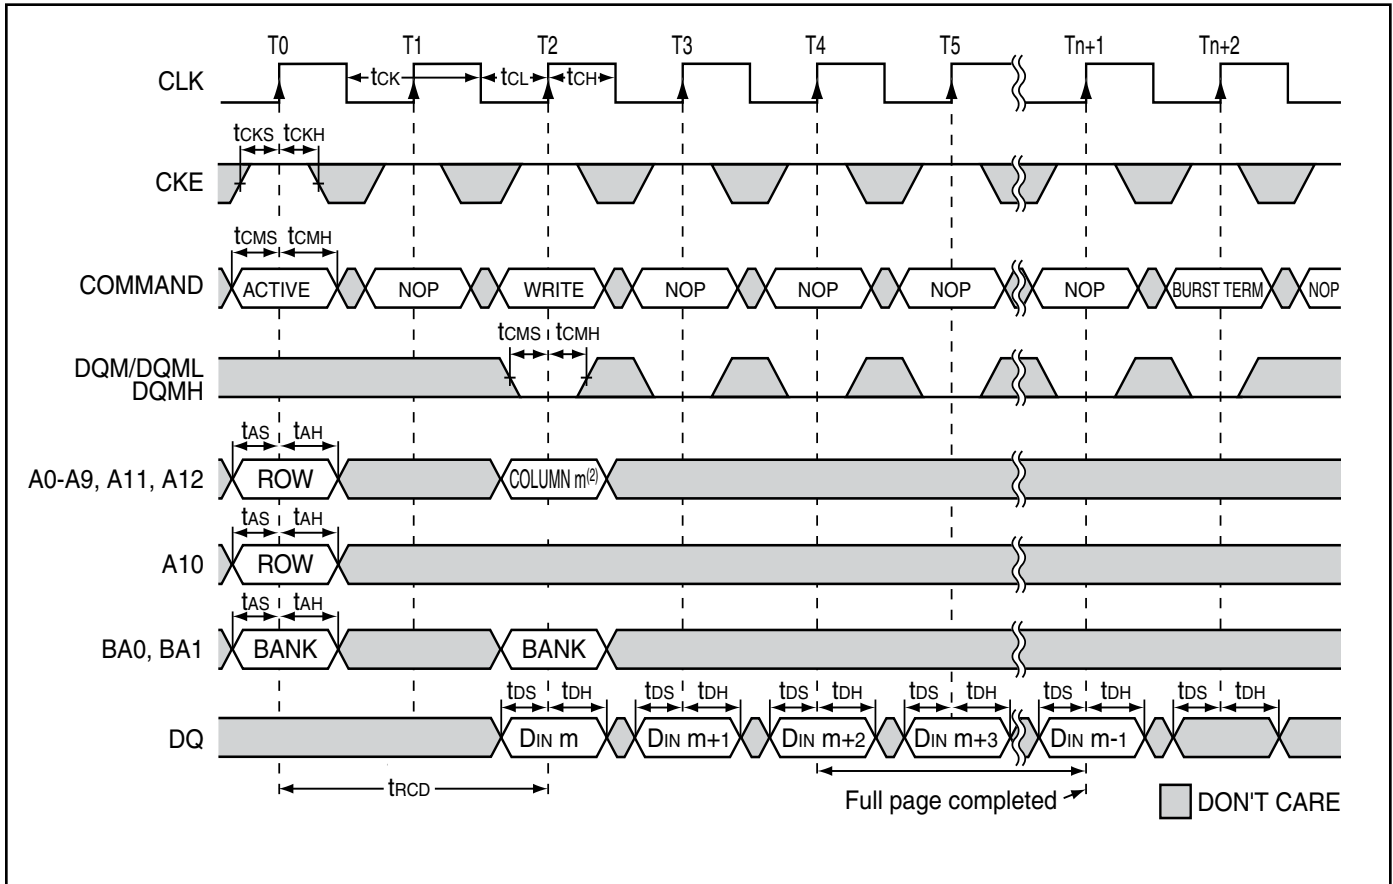 T0 T1 T2 T3 T4 T5 Tn+1 Tn+2
CLK
tCK tCL tCH
tCKS tCKH
CKE
tCMS tCMH
COMMAND
ACTIVE NOP WRITE NOP NOP NOP NOP BURST TERM NOP
tCMS tCMH
DQM/DQML
DQMH
tAS tAH
A0-A9, A11, A12
ROW COLUMN m(2)
tAS tAH
A10
ROW
tAS tAH
BA0, BA1
BANK BANK
tDS tDH tDS tDH tDS tDH tDS tDH tDS tDH tDS tDH
DQ
DIN m DIN m+1 DIN m+2 DIN m+3 DIN m-1
tRCD
Full page completed
DON'T CARE